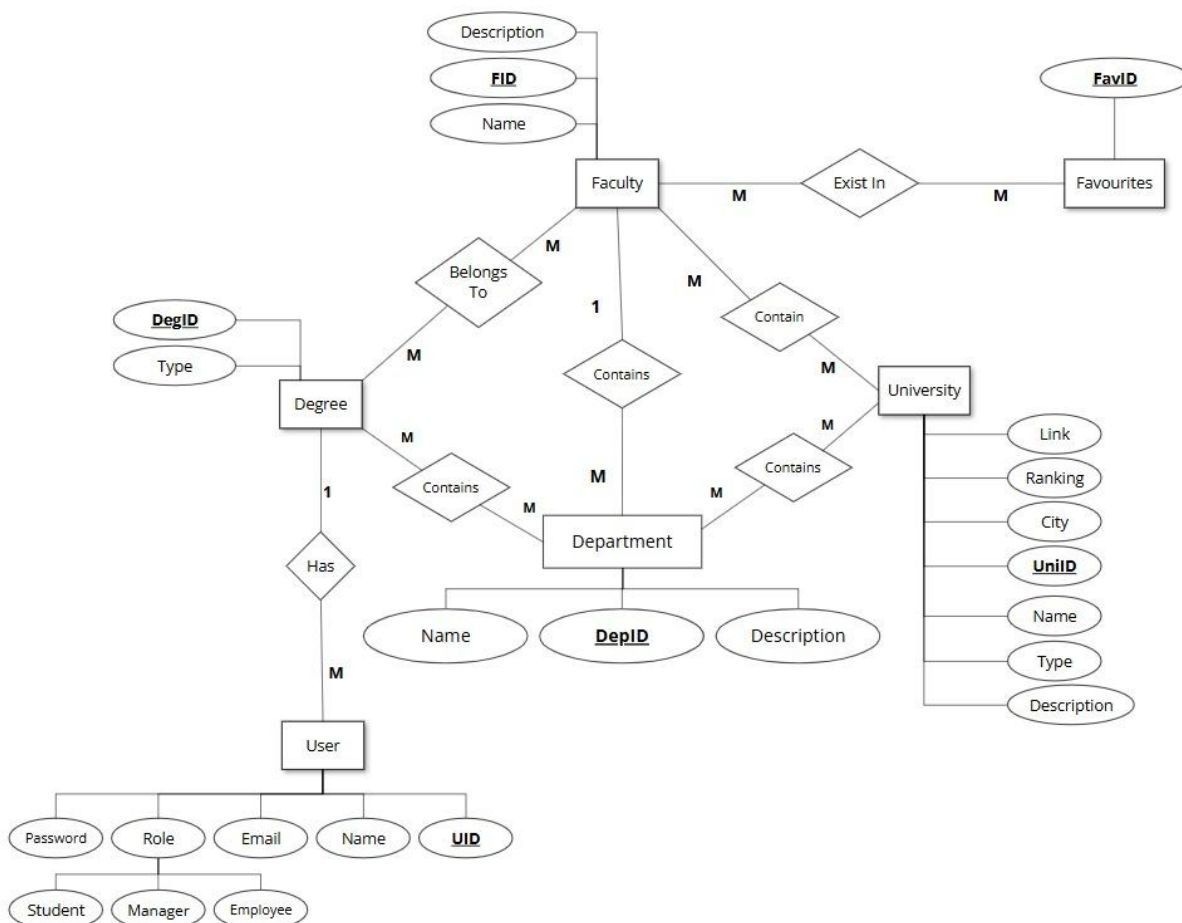 Description
FID
FavID
Name
Faculty
M
Exist In
M
Favourites
M
Belongs
To
M
1
Contain
DegID
Type
M
Contains
M
Degree
University
M
M
Contains
Contains
M
M
M
M
Department
Link
Ranking
City
UniID
Name
Type
Description
1
Has
M
Name
DepID
Description
User
Password
Role
Email
Name
UID
Student
Manager
Employee